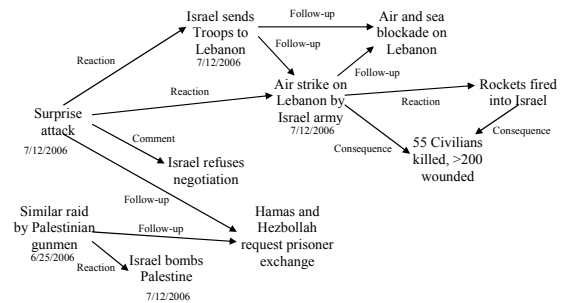 Israel sends
Troops to
Lebanon
7/12/2006
Follow-up
Air and sea
blockade on
Lebanon
Follow-up
Reaction
Reaction
Air strike on
Lebanon by
Israel army
7/12/2006
Follow-up
Reaction
Rockets fired
into Israel
Surprise
attack
7/12/2006
Comment
Consequence
Consequence
55 Civilians
killed, >200
wounded
Israel refuses
negotiation
Follow-up
Similar raid
by Palestinian
gunmen
6/25/2006
Follow-up
Hamas and
Hezbollah
request prisoner
exchange
Reaction
Israel bombs
Palestine
7/12/2006